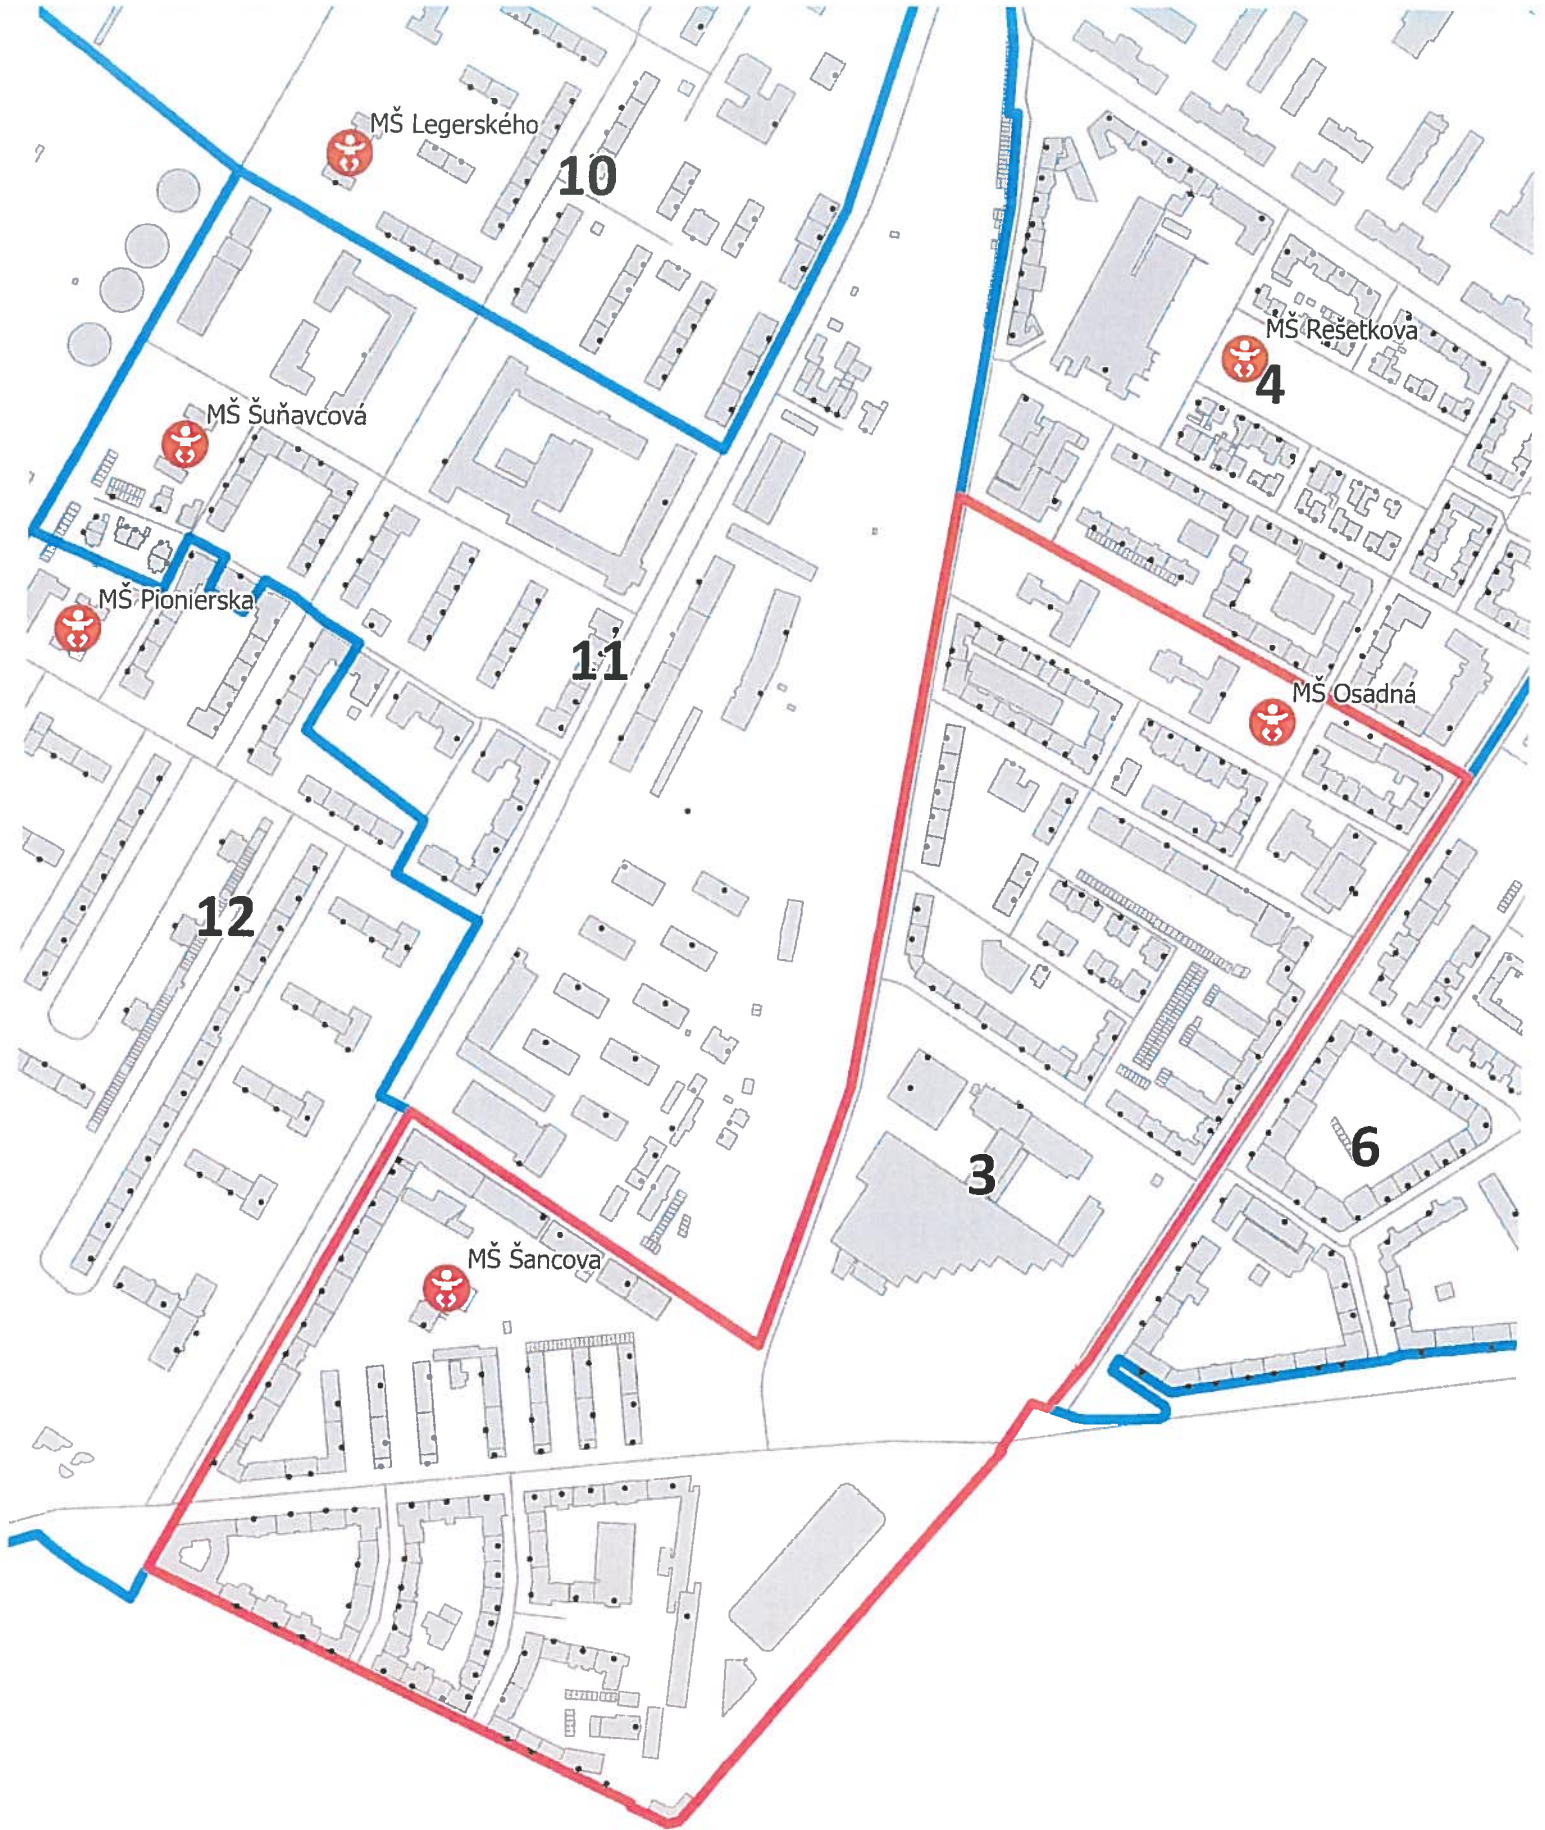 MŠ Legerského
10
MŠ Rešetkova
4
MŠ Šuňavcová
MŠ Pionierska
11
MŠ Osadná
12
6
3
MŠ Šancova